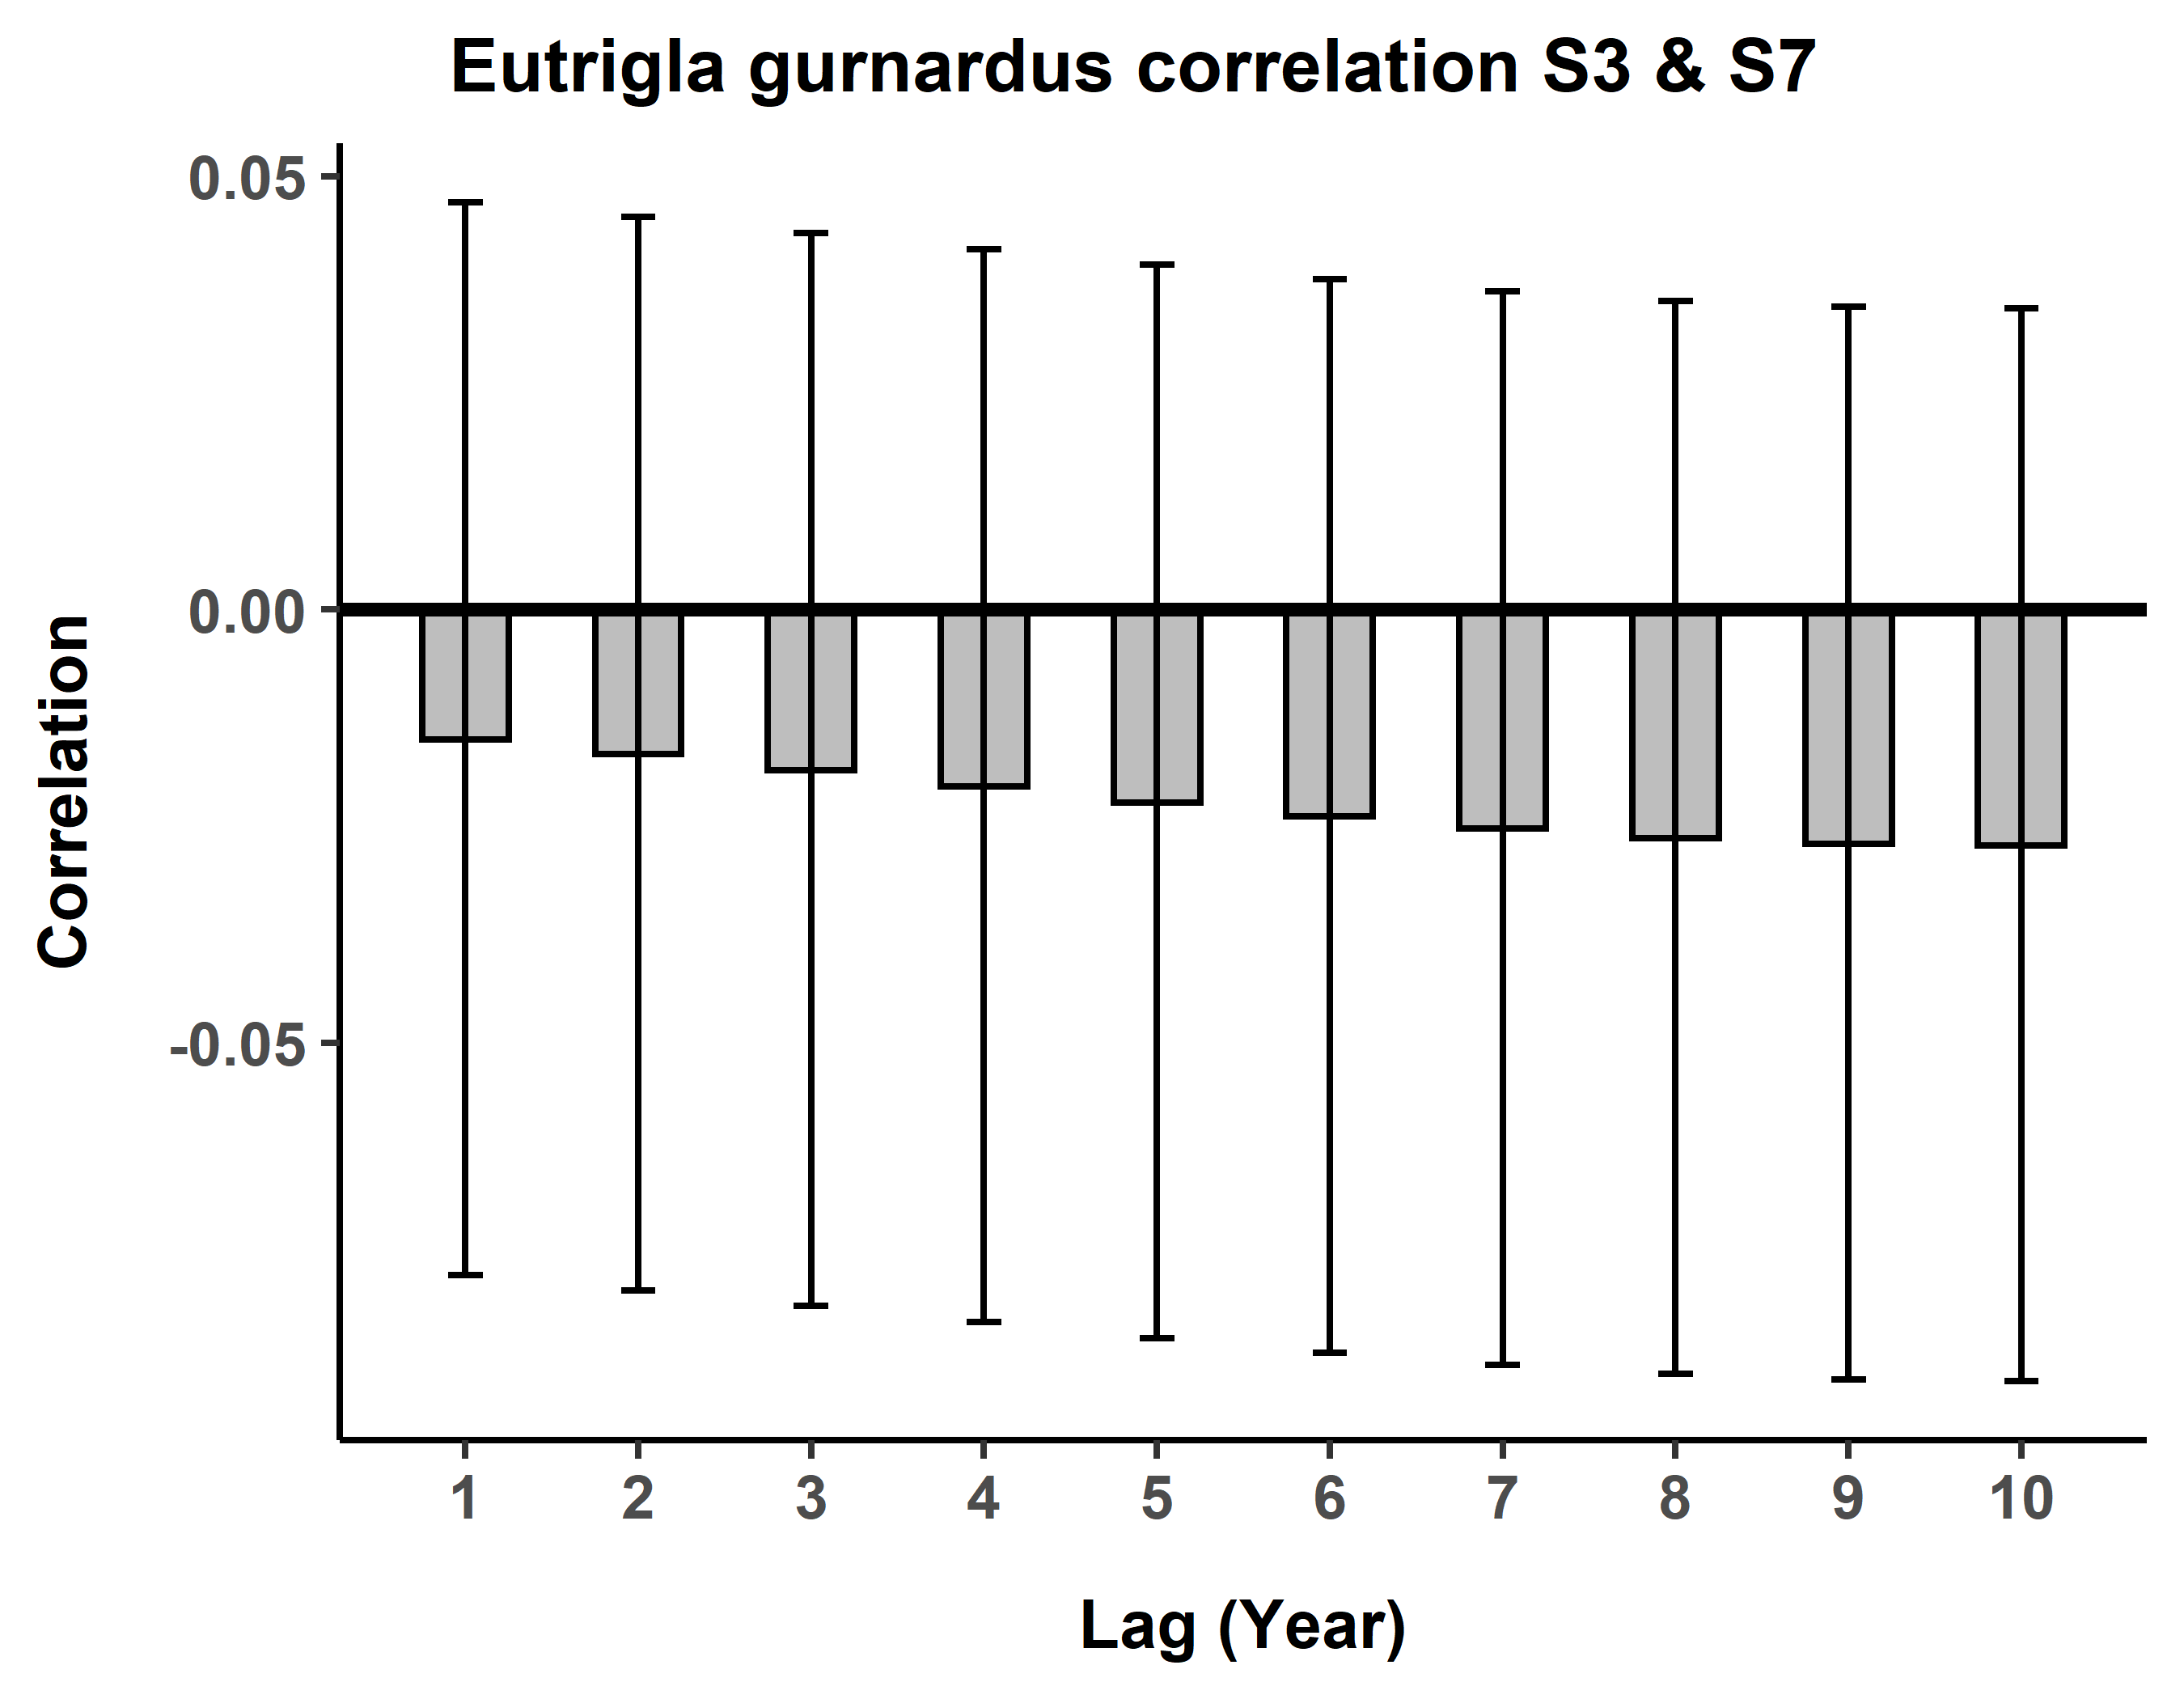 Eutrigla gurnardus correlation S3 & S7
0.05
0.00
-0.05
Correlation
1 2 3 4 5 6 7 8 9 10
Lag (Year)